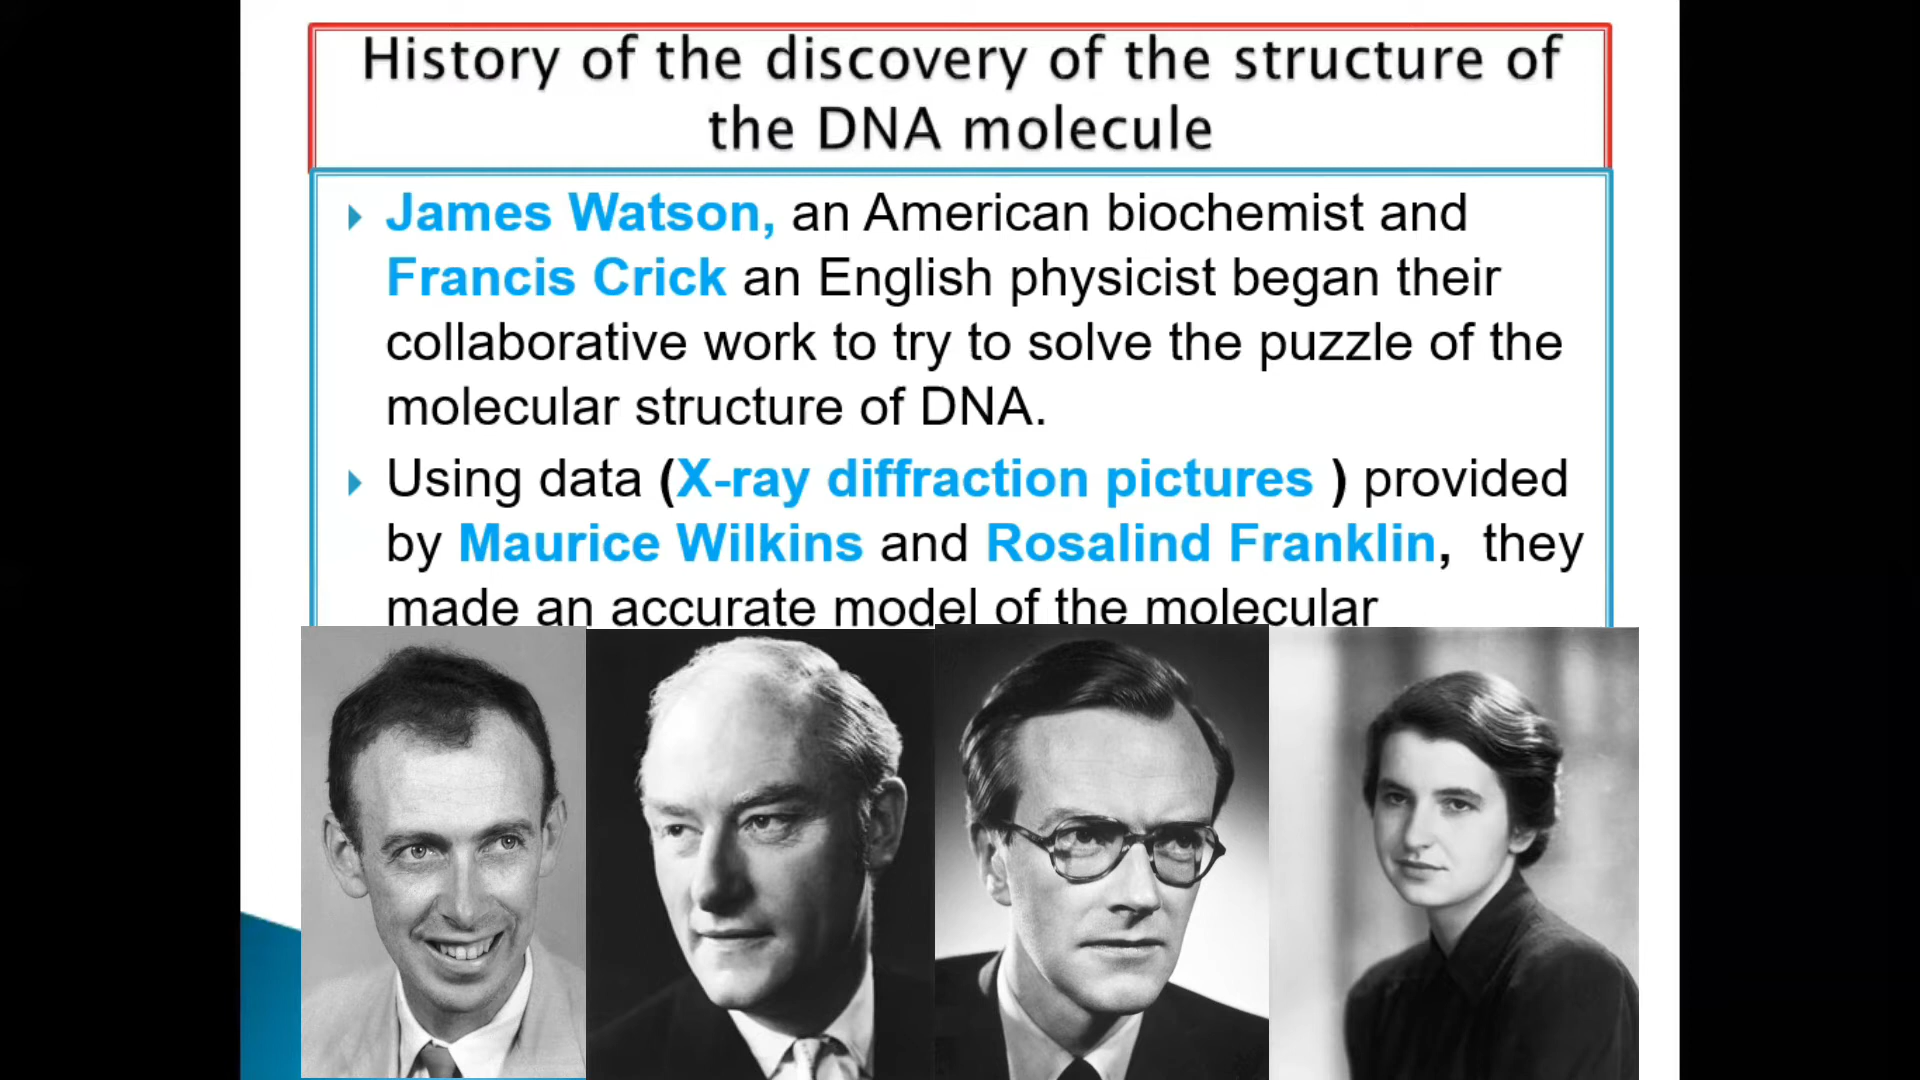 History of the discovery of the structure of
the DNA molecule
James Watson, an American biochemist and
Francis Crick an English physicist began their
collaborative work to try to solve the puzzle of the
molecular structure of DNA.
Using data (X-ray diffraction pictures ) provided
by Maurice Wilkins and Rosalind Franklin, they
made an accurate model of the molecular